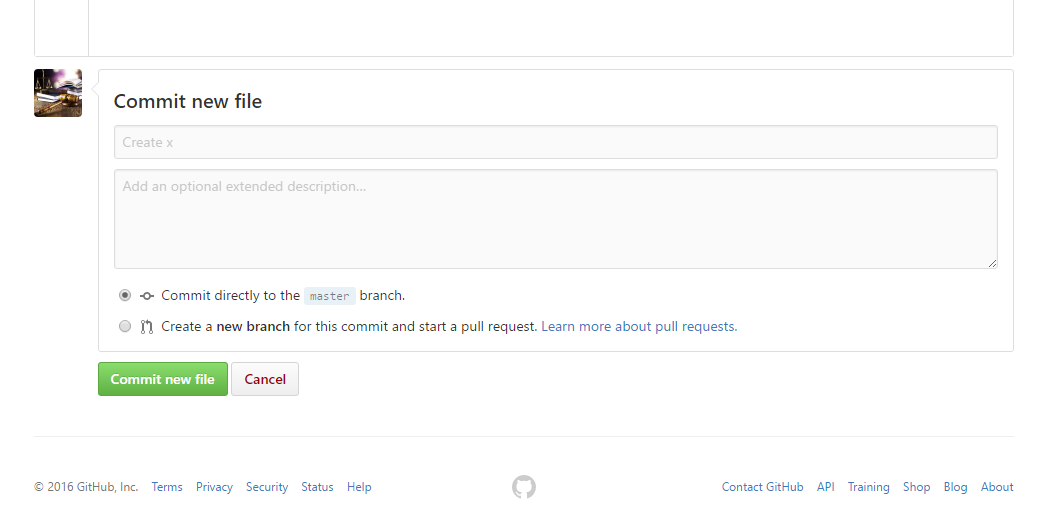 Commit new file
Create x
Add an optional extended description...
Commit directly to the master branch.
Create a new branch for this commit and start a pull request. Learn more about pull requests.
Commit new file Cancel
© 2016 GitHub, Inc. Terms Privacy Security Status Help Contact GitHub API Training Shop Blog About